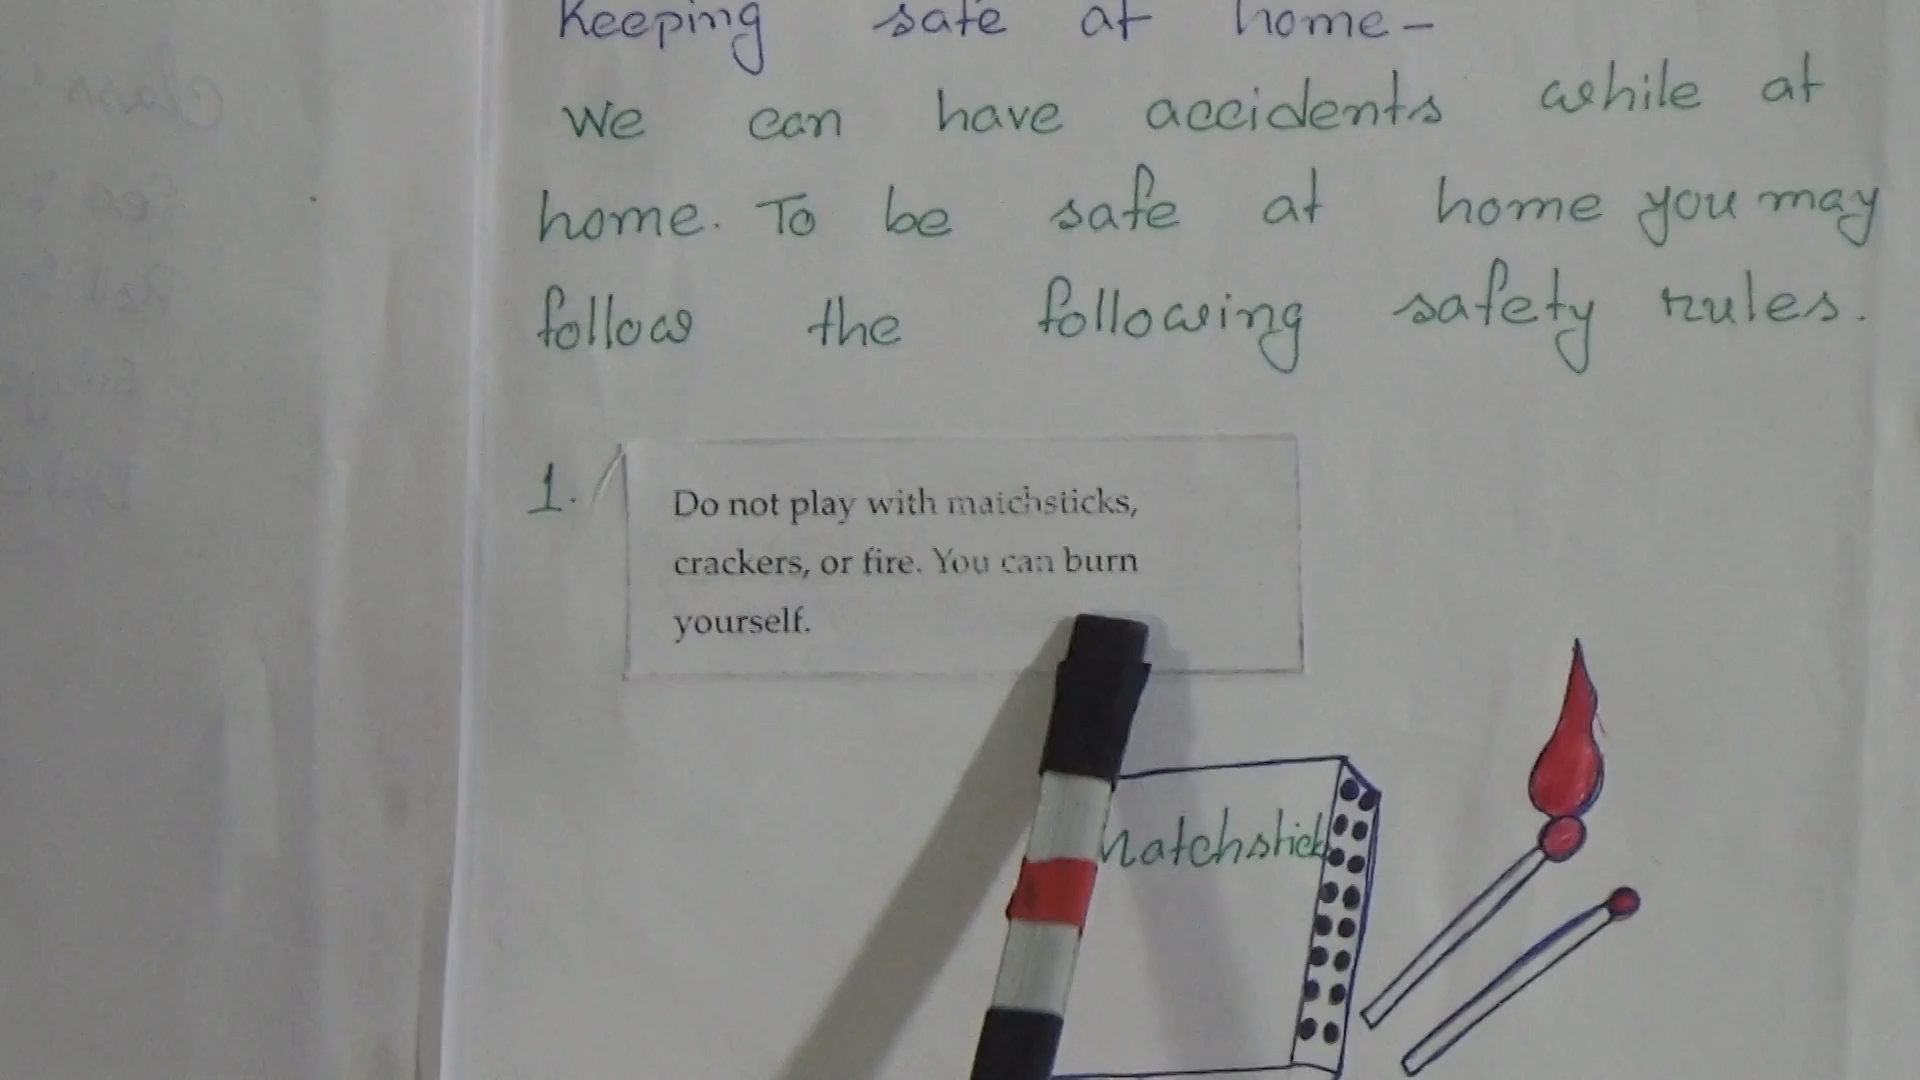 Keeping safe at home-
We can have accidents while at
home. To be safe at home you may
follow the following safety rules.
1.
Do not play with matchsticks,
crackers, or fire. You can burn
yourself.
Matchstick